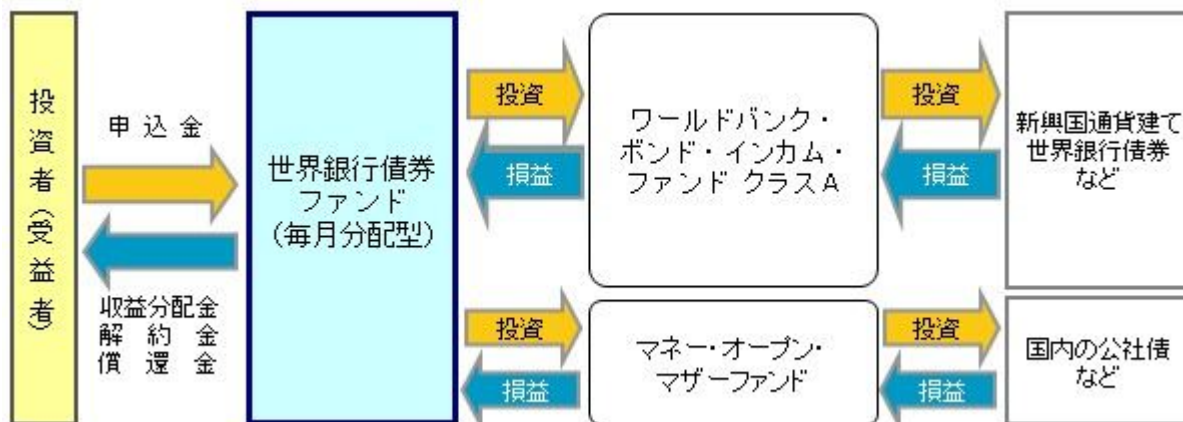 投資者(受益者)
申込金
収益分配金
解約金
償還金
世界銀行債券
ファンド
(毎月分配型)
投資
損益
ワールドバンク・
ボンド・インカム・
ファンド クラスA
投資
損益
新興国通貨建て
世界銀行債券
など
投資
損益
マネー・オープン・
マザーファンド
投資
損益
国内の公社債
など